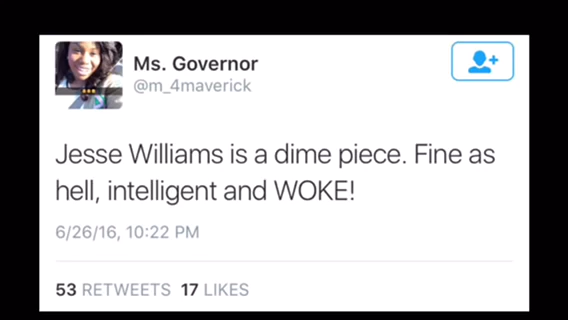 Ms. Governor
@m_4maverick
Jesse Williams is a dime piece. Fine as
hell, intelligent and WOKE!
6/26/16, 10:22 PM
53 RETWEETS 17 LIKES